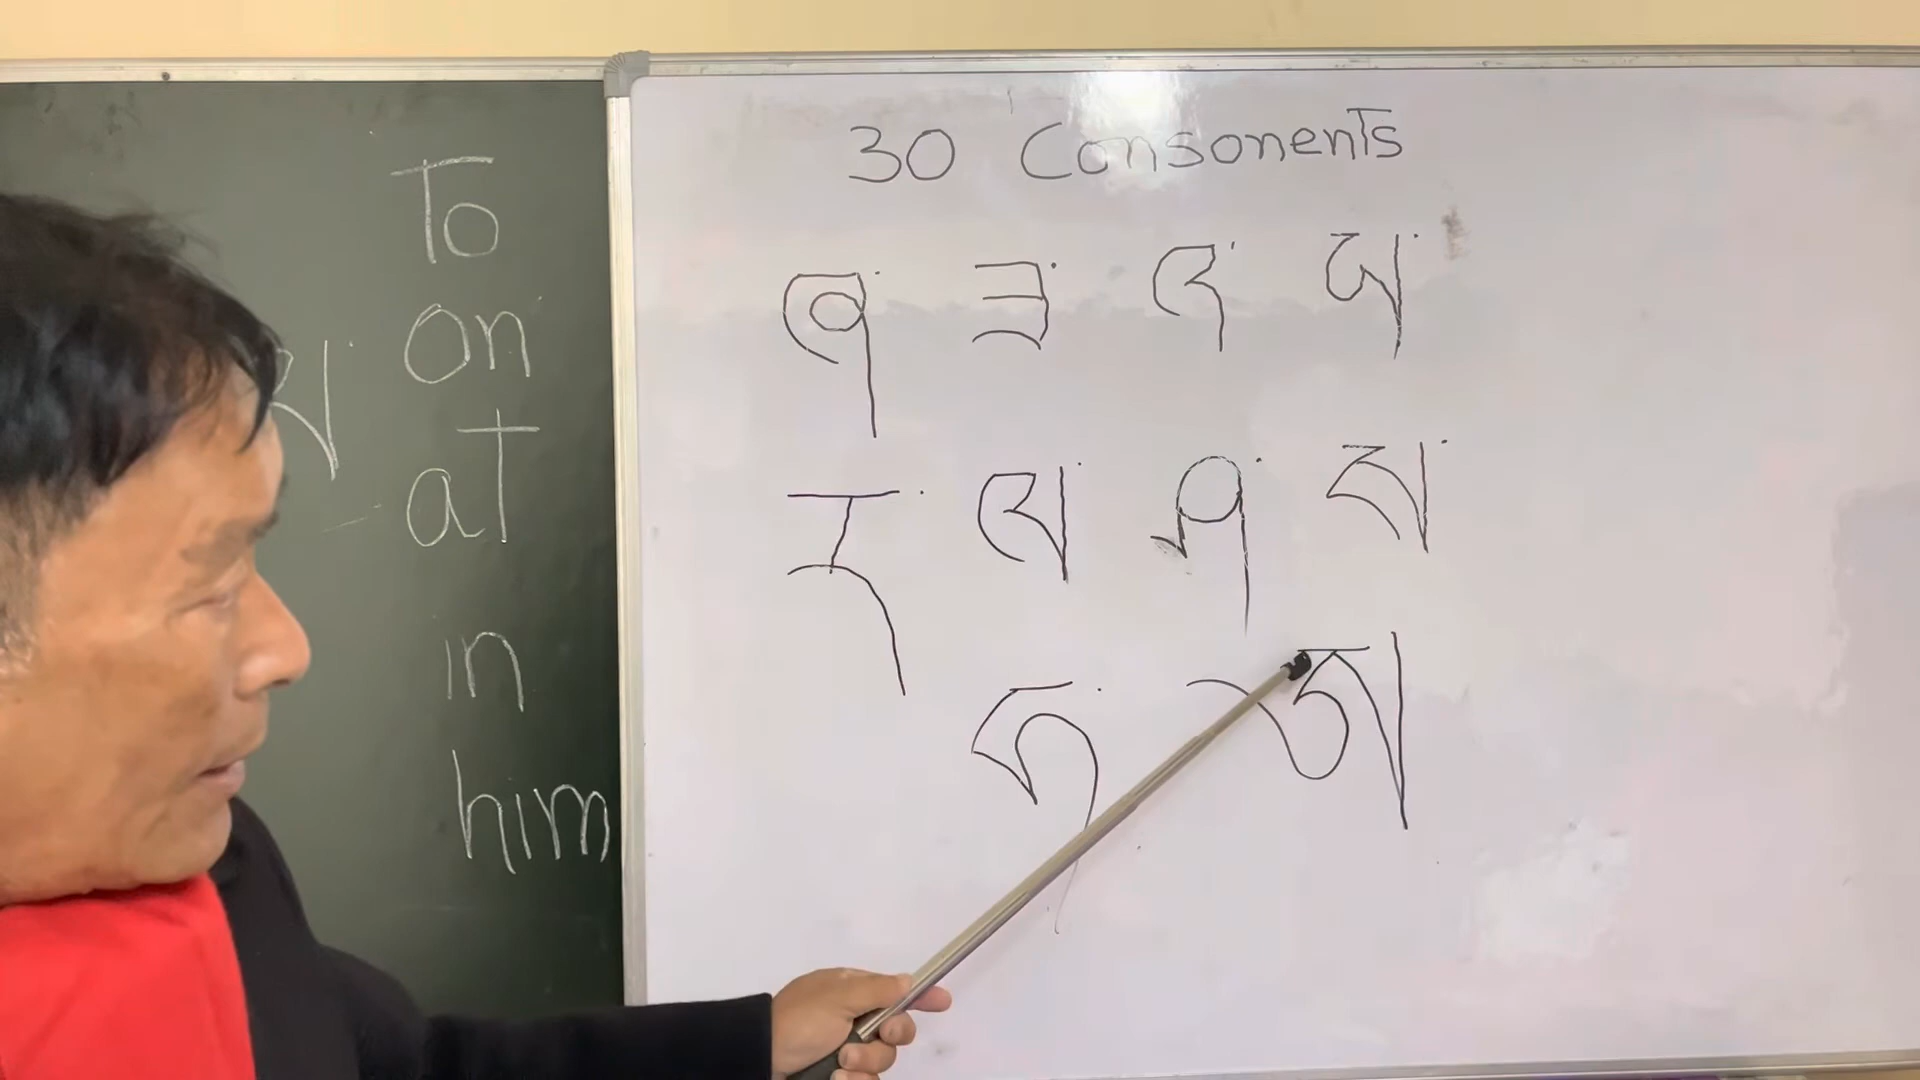 To
on
at
in
him
30 Consonents
ཞ་ ཟ་ འ་ ཡ་
ར་ ལ་ ཤ་ ས་
ཧ་ ཨ